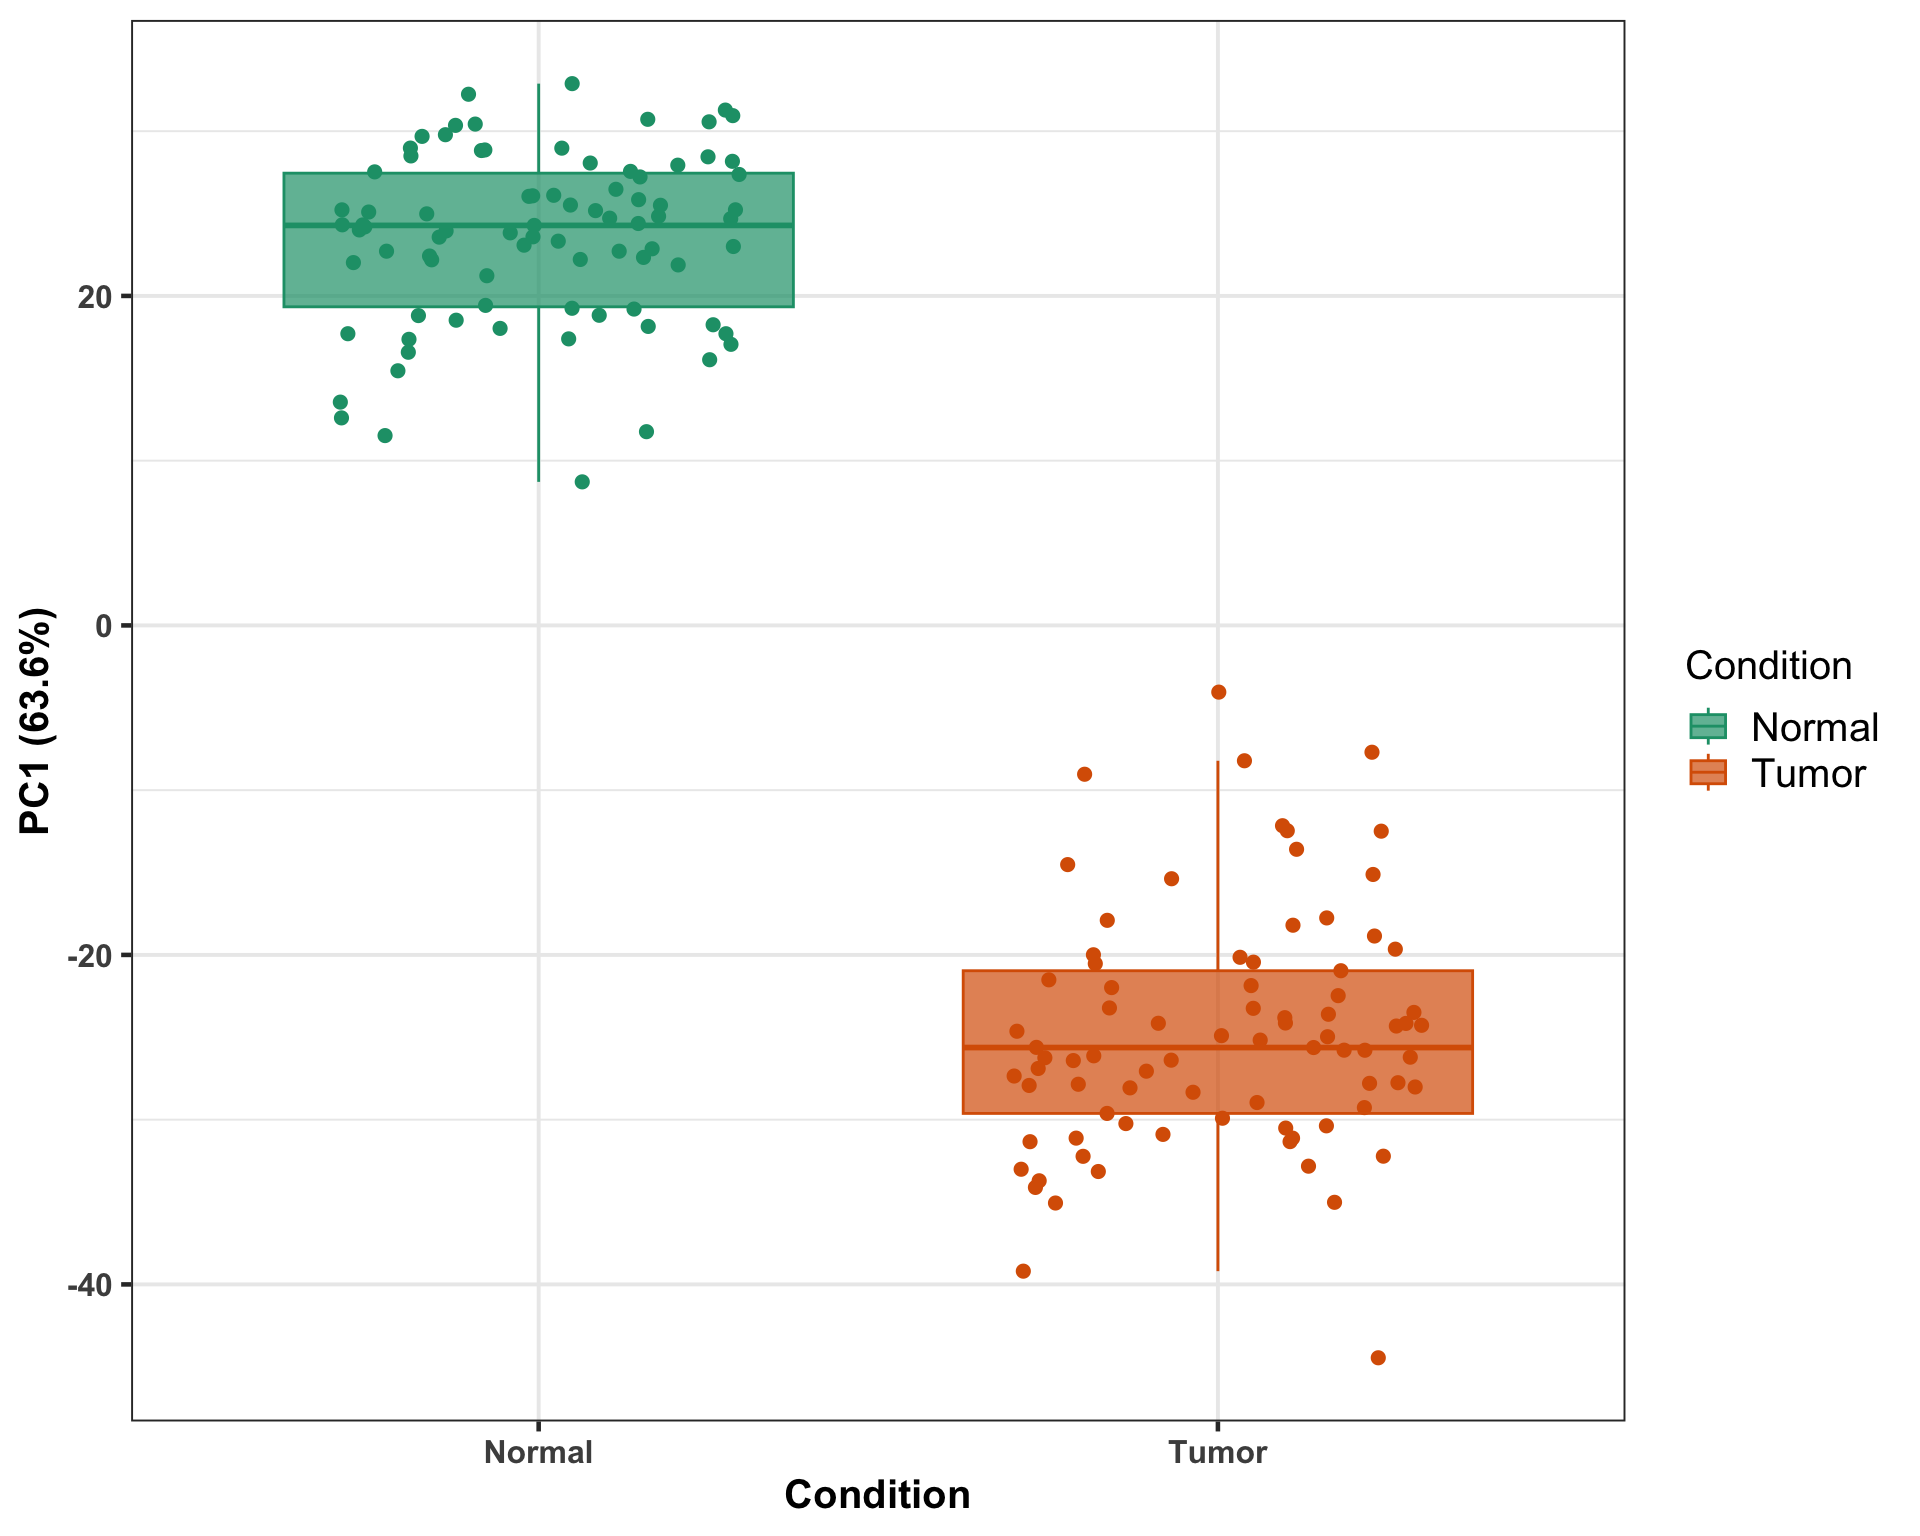 20
0
-20
-40
PC1 (63.6%)
Normal
Tumor
Condition
Condition
Normal
Tumor